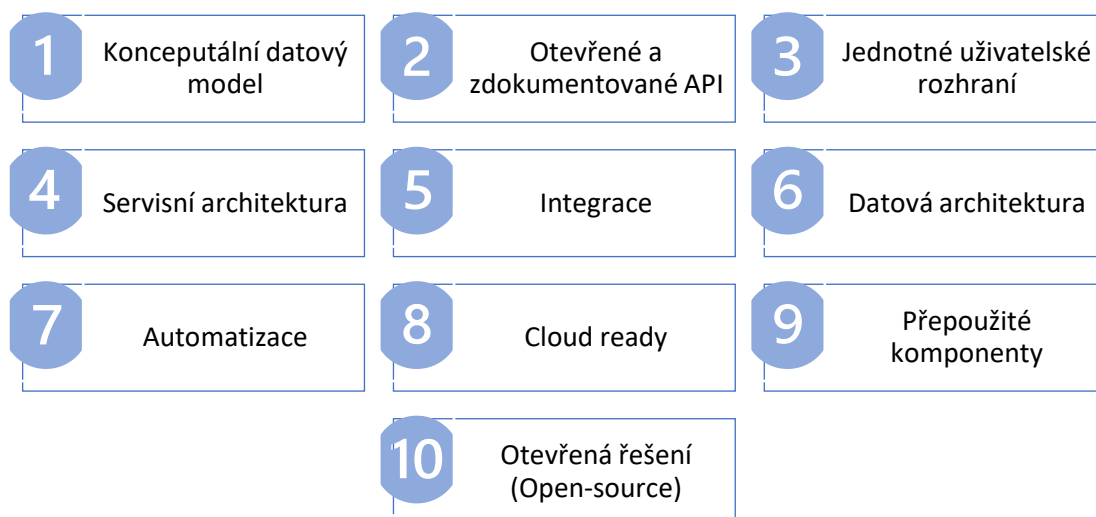 1
Konceputální datový
model
2
Otevřené a
zdokumentované API
3
Jednotné uživatelské
rozhraní
4
Servisní architektura
5
Integrace
6
Datová architektura
7
Automatizace
8
Cloud ready
9
Přepoužité
komponenty
10
Otevřená řešení
(Open-source)